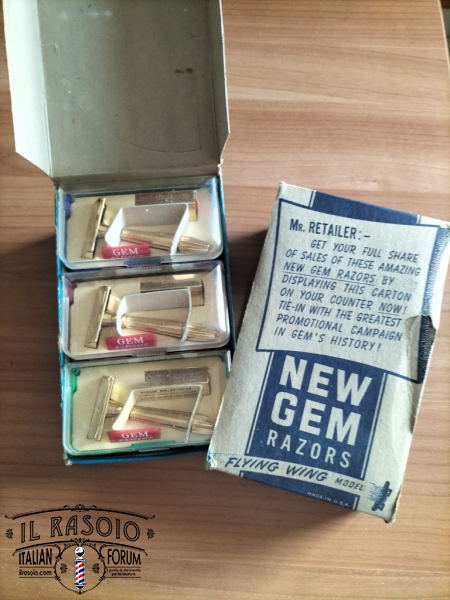 GEM
GEM
GEM
MR. RETAILER:-
GET YOUR FULL SHARE
OF SALES OF THESE AMAZING
NEW GEM RAZORS BY
DISPLAYING THIS CARTON
ON YOUR COUNTER NOW!
TIE-IN WITH THE GREATEST
PROMOTIONAL CAMPAIGN
IN GEM'S HISTORY!
NEW
GEM
RAZORS
FLYING WING MODEL
MADE IN U.S.A.
IL RASOIO
ITALIAN FORUM
ilrasoio.com